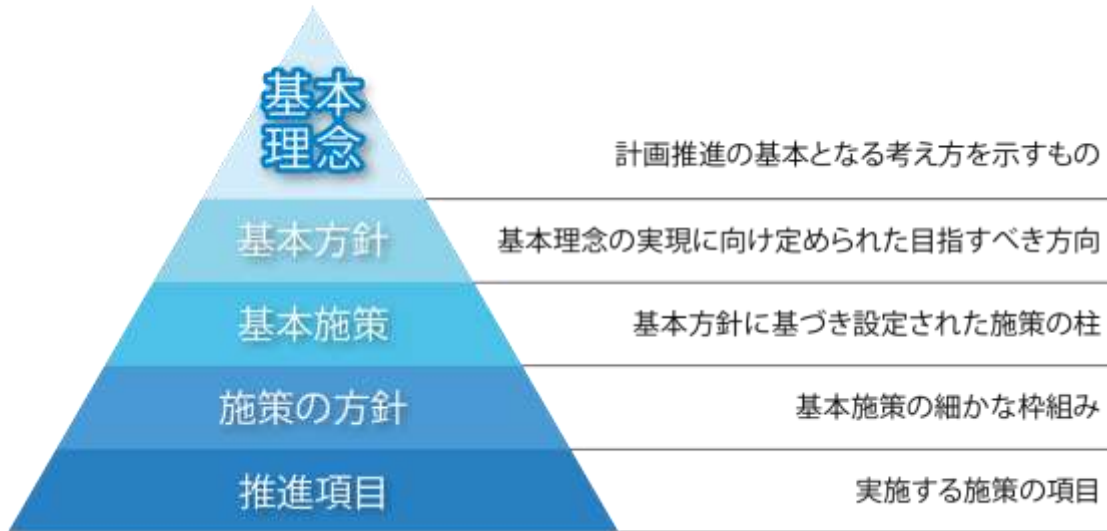 基本
理念
計画推進の基本となる考え方を示すもの
基本方針
基本理念の実現に向け定められた目指すべき方向
基本施策
基本方針に基づき設定された施策の柱
施策の方針
基本施策の細かな枠組み
推進項目
実施する施策の項目